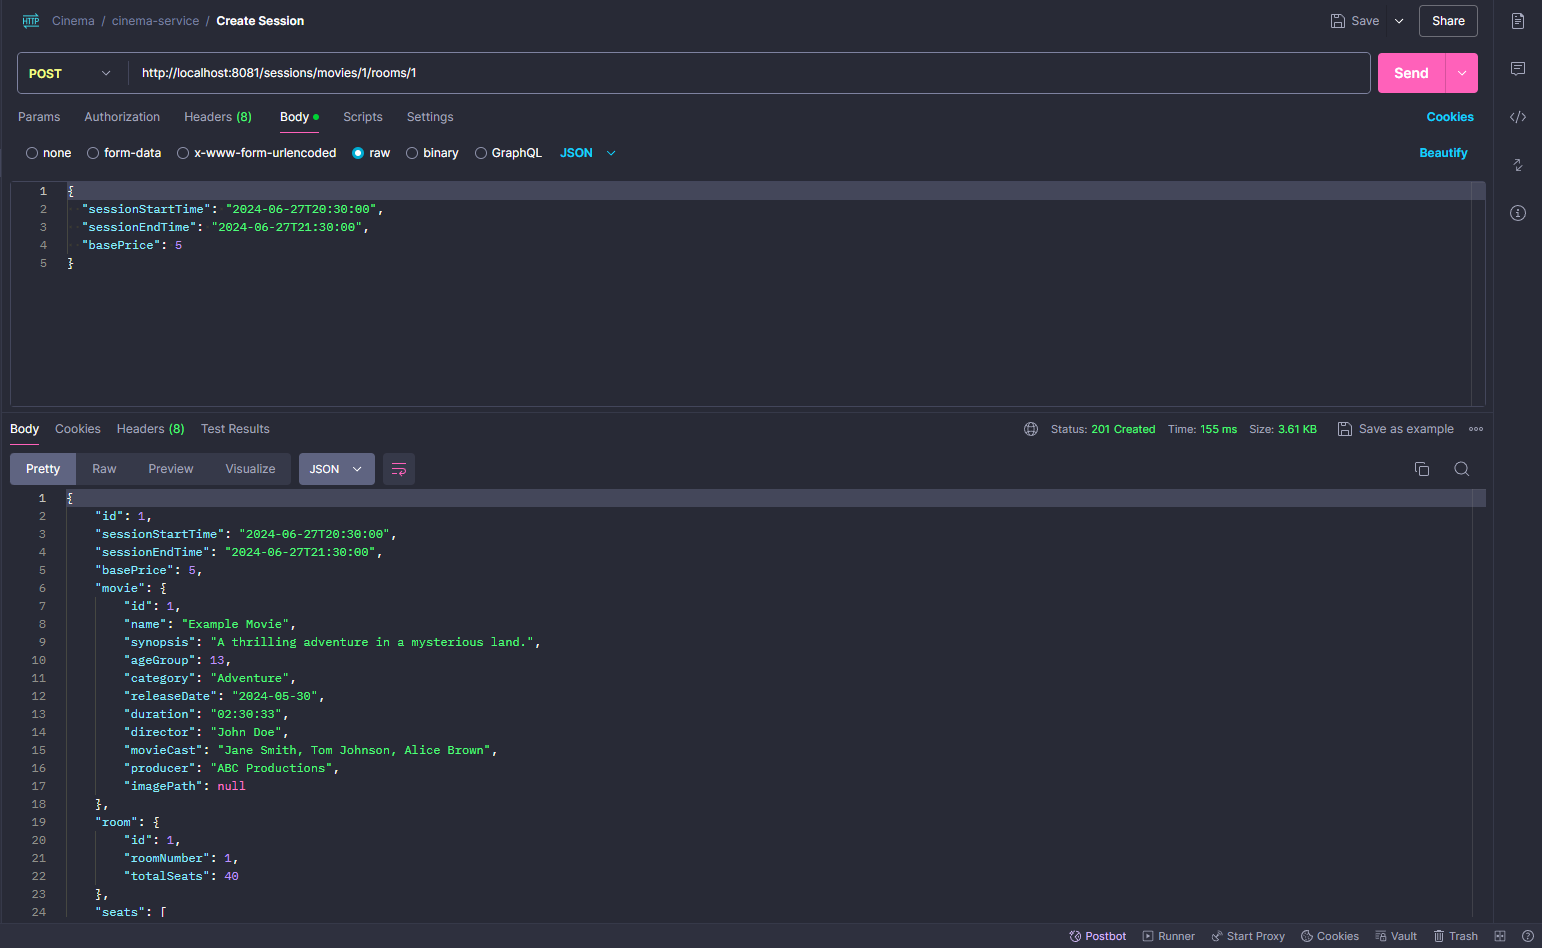 HTTP Cinema / cinema-service / Create Session Save Share
POST http://localhost:8081/sessions/movies/1/rooms/1 Send
Params Authorization Headers (8) Body Scripts Settings Cookies
none form-data x-www-form-urlencoded raw binary GraphQL JSON Beautify
1 {
2 "sessionStartTime": "2024-06-27T20:30:00",
3 "sessionEndTime": "2024-06-27T21:30:00",
4 "basePrice": 5
5 }
Body Cookies Headers (8) Test Results Status: 201 Created Time: 155 ms Size: 3.61 KB Save as example
Pretty Raw Preview Visualize JSON
1 {
2 "id": 1,
3 "sessionStartTime": "2024-06-27T20:30:00",
4 "sessionEndTime": "2024-06-27T21:30:00",
5 "basePrice": 5,
6 "movie": {
7 "id": 1,
8 "name": "Example Movie",
9 "synopsis": "A thrilling adventure in a mysterious land.",
10 "ageGroup": 13,
11 "category": "Adventure",
12 "releaseDate": "2024-05-30",
13 "duration": "02:30:33",
14 "director": "John Doe",
15 "movieCast": "Jane Smith, Tom Johnson, Alice Brown",
16 "producer": "ABC Productions",
17 "imagePath": null
18 },
19 "room": {
20 "id": 1,
21 "roomNumber": 1,
22 "totalSeats": 40
23 },
24 "seats": [
Postbot Runner Start Proxy Cookies Vault Trash